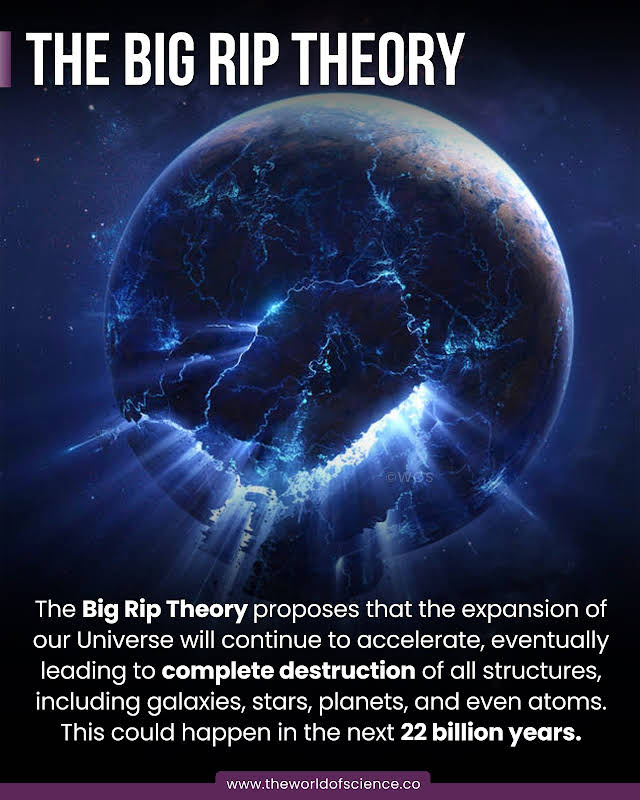 THE BIG RIP THEORY
©WOS
The Big Rip Theory proposes that the expansion of
our Universe will continue to accelerate, eventually
leading to complete destruction of all structures,
including galaxies, stars, planets, and even atoms.
This could happen in the next 22 billion years.
www.theworldofscience.co